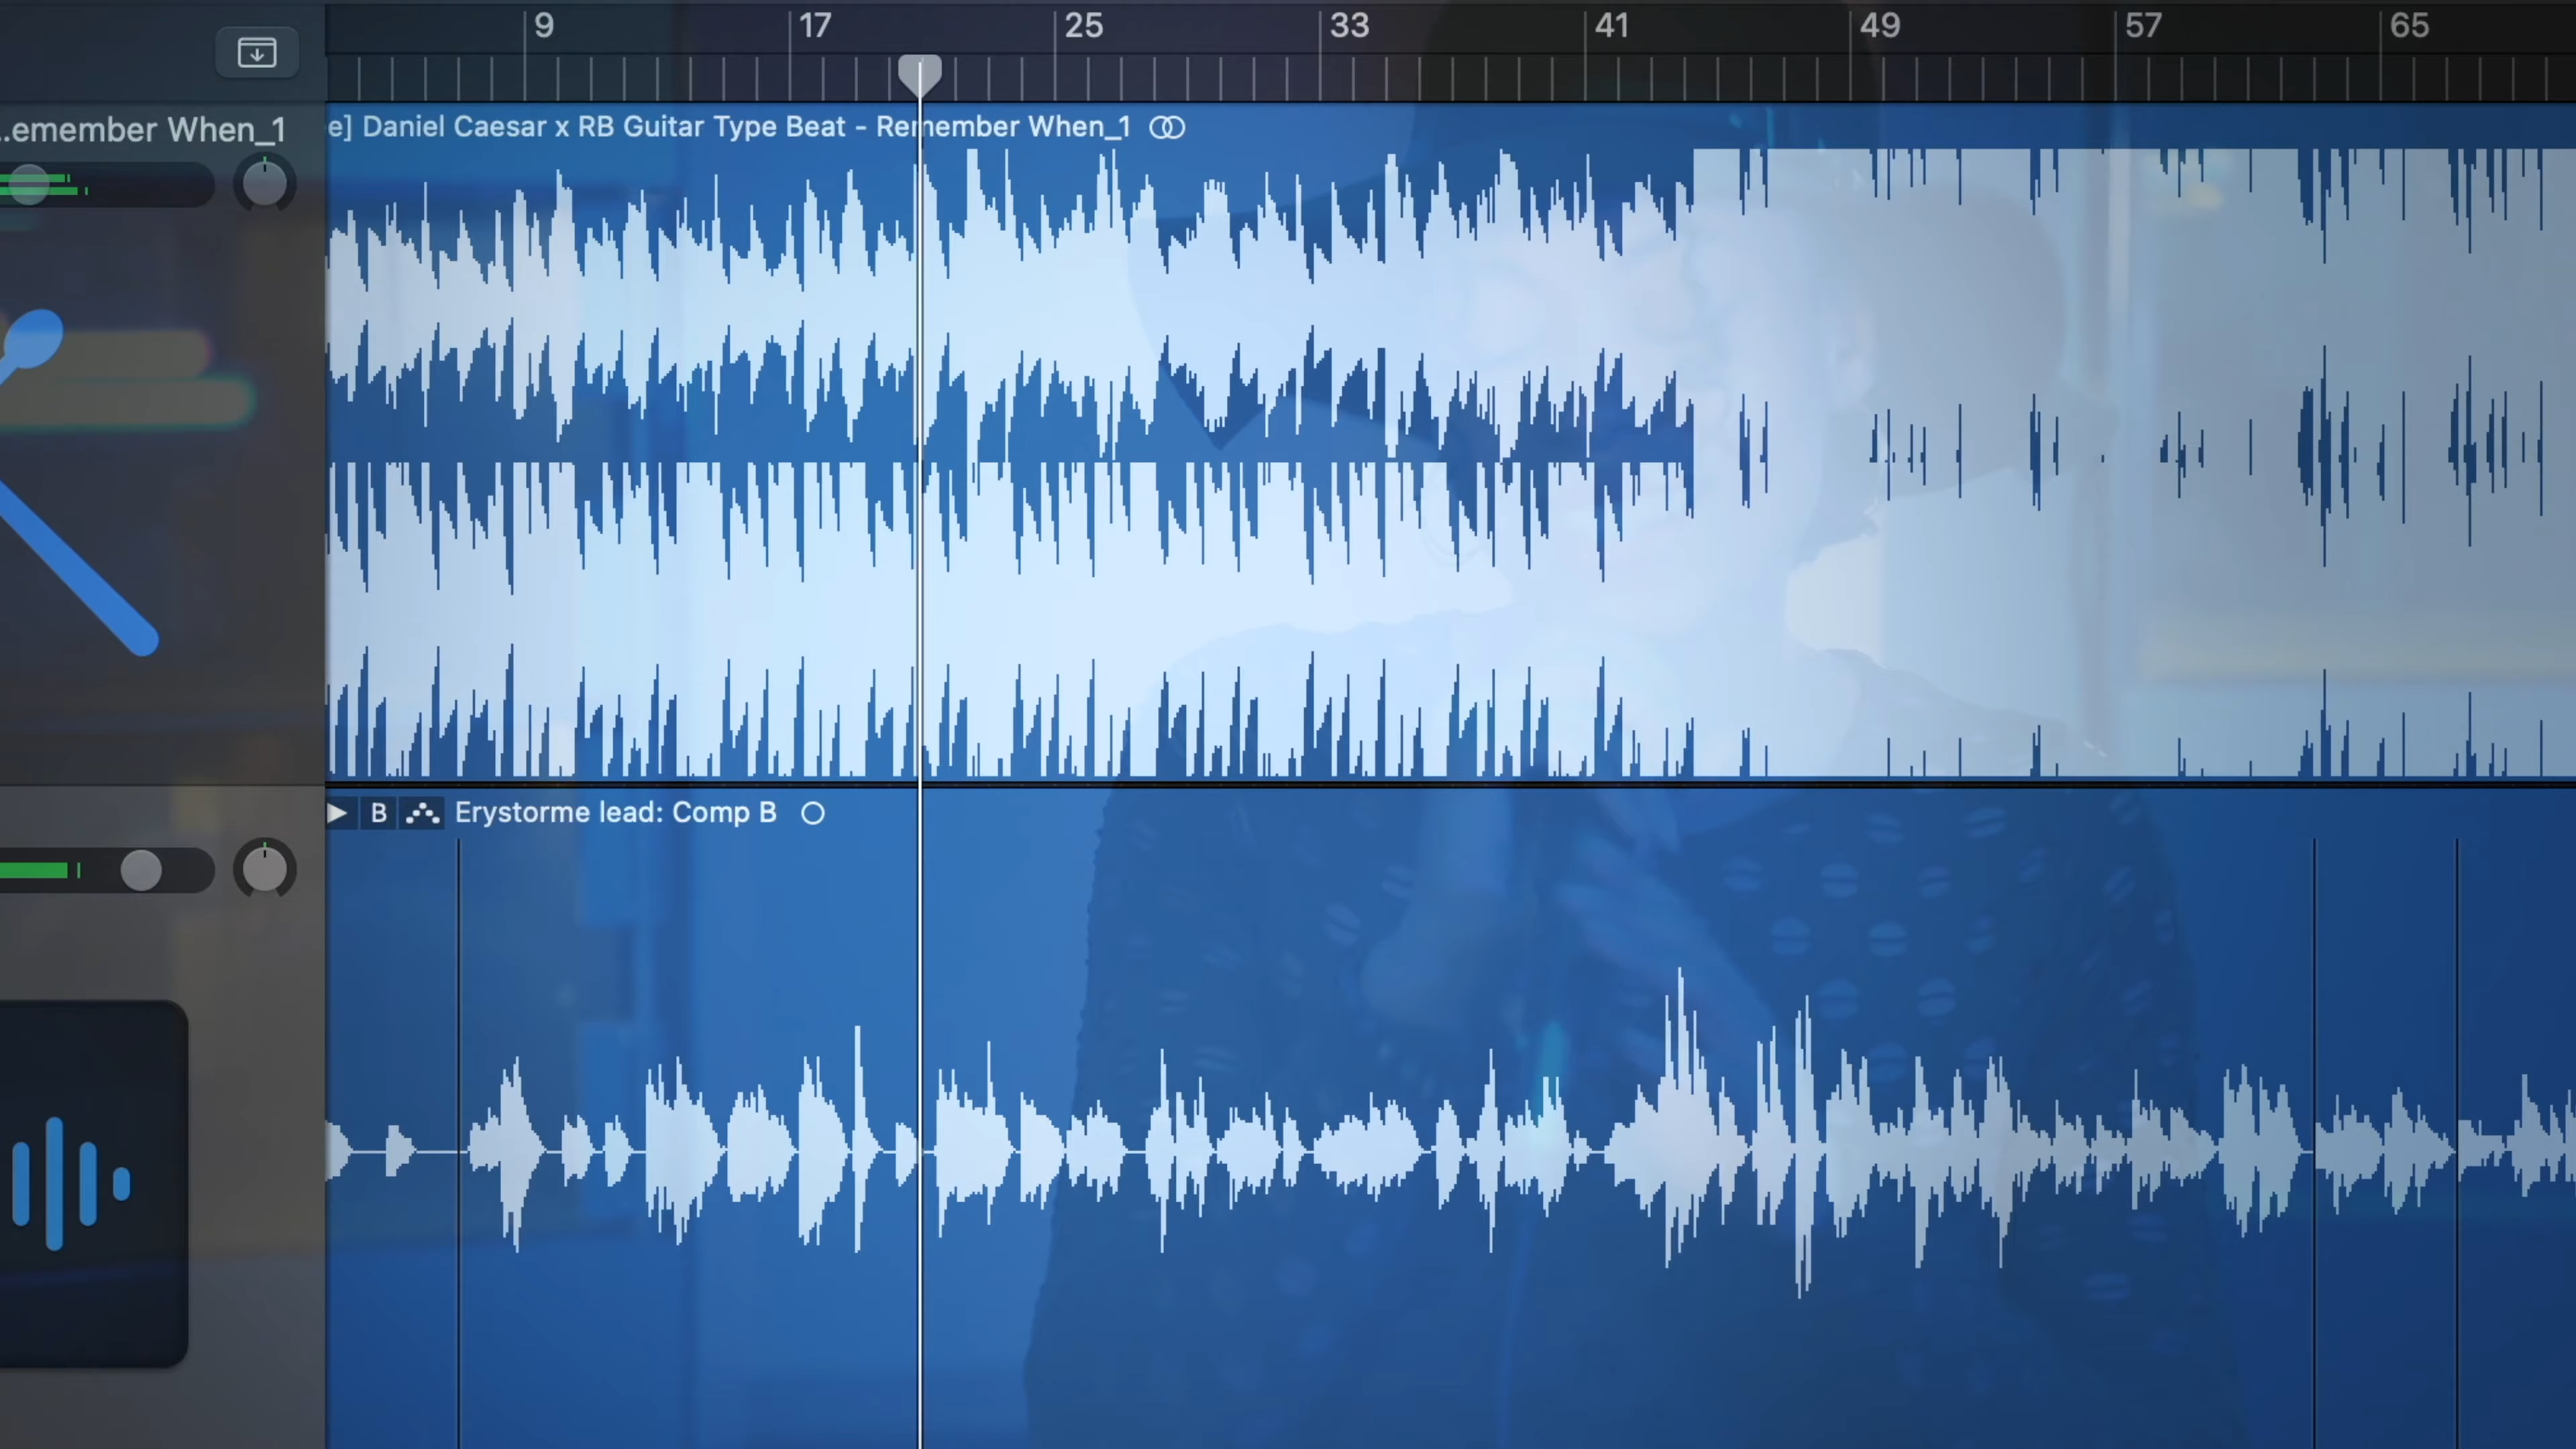 9 17 25 33 41 49 57 65
...emember When_1
e] Daniel Caesar x RB Guitar Type Beat - Remember When_1
B Erystorme lead: Comp B